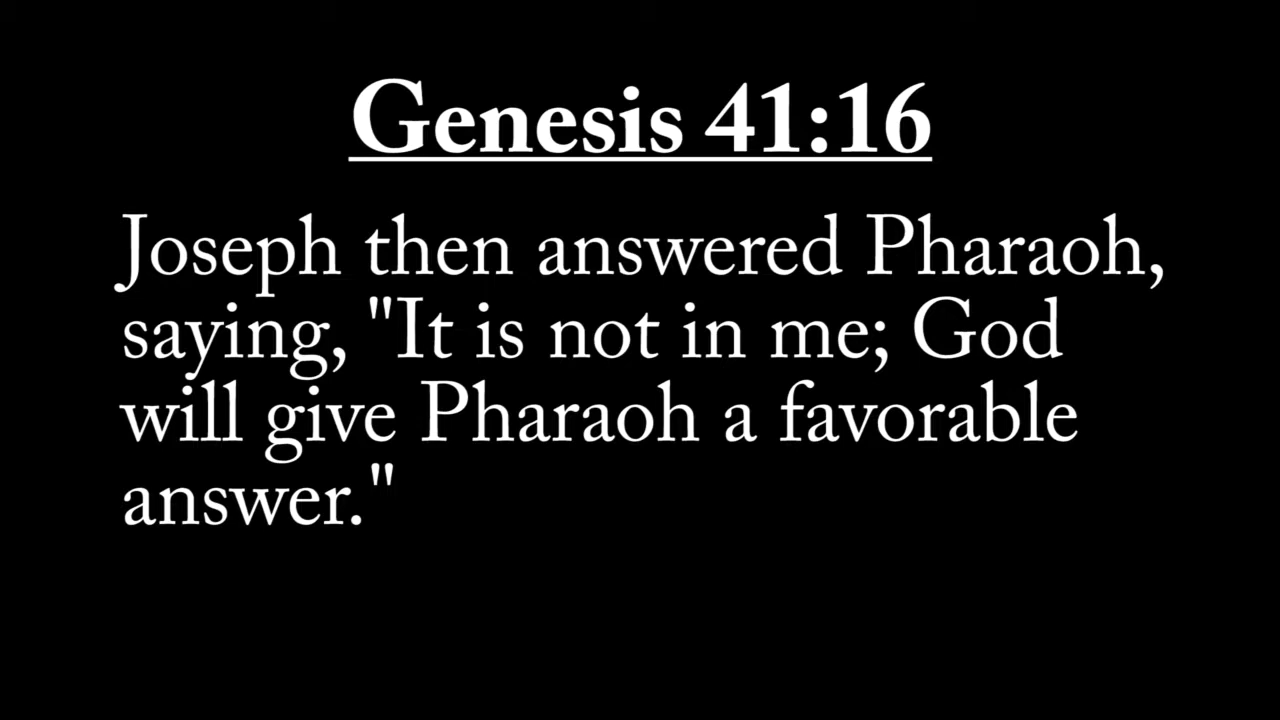 Genesis 41:16
Joseph then answered Pharaoh,
saying, "It is not in me; God
will give Pharaoh a favorable
answer."